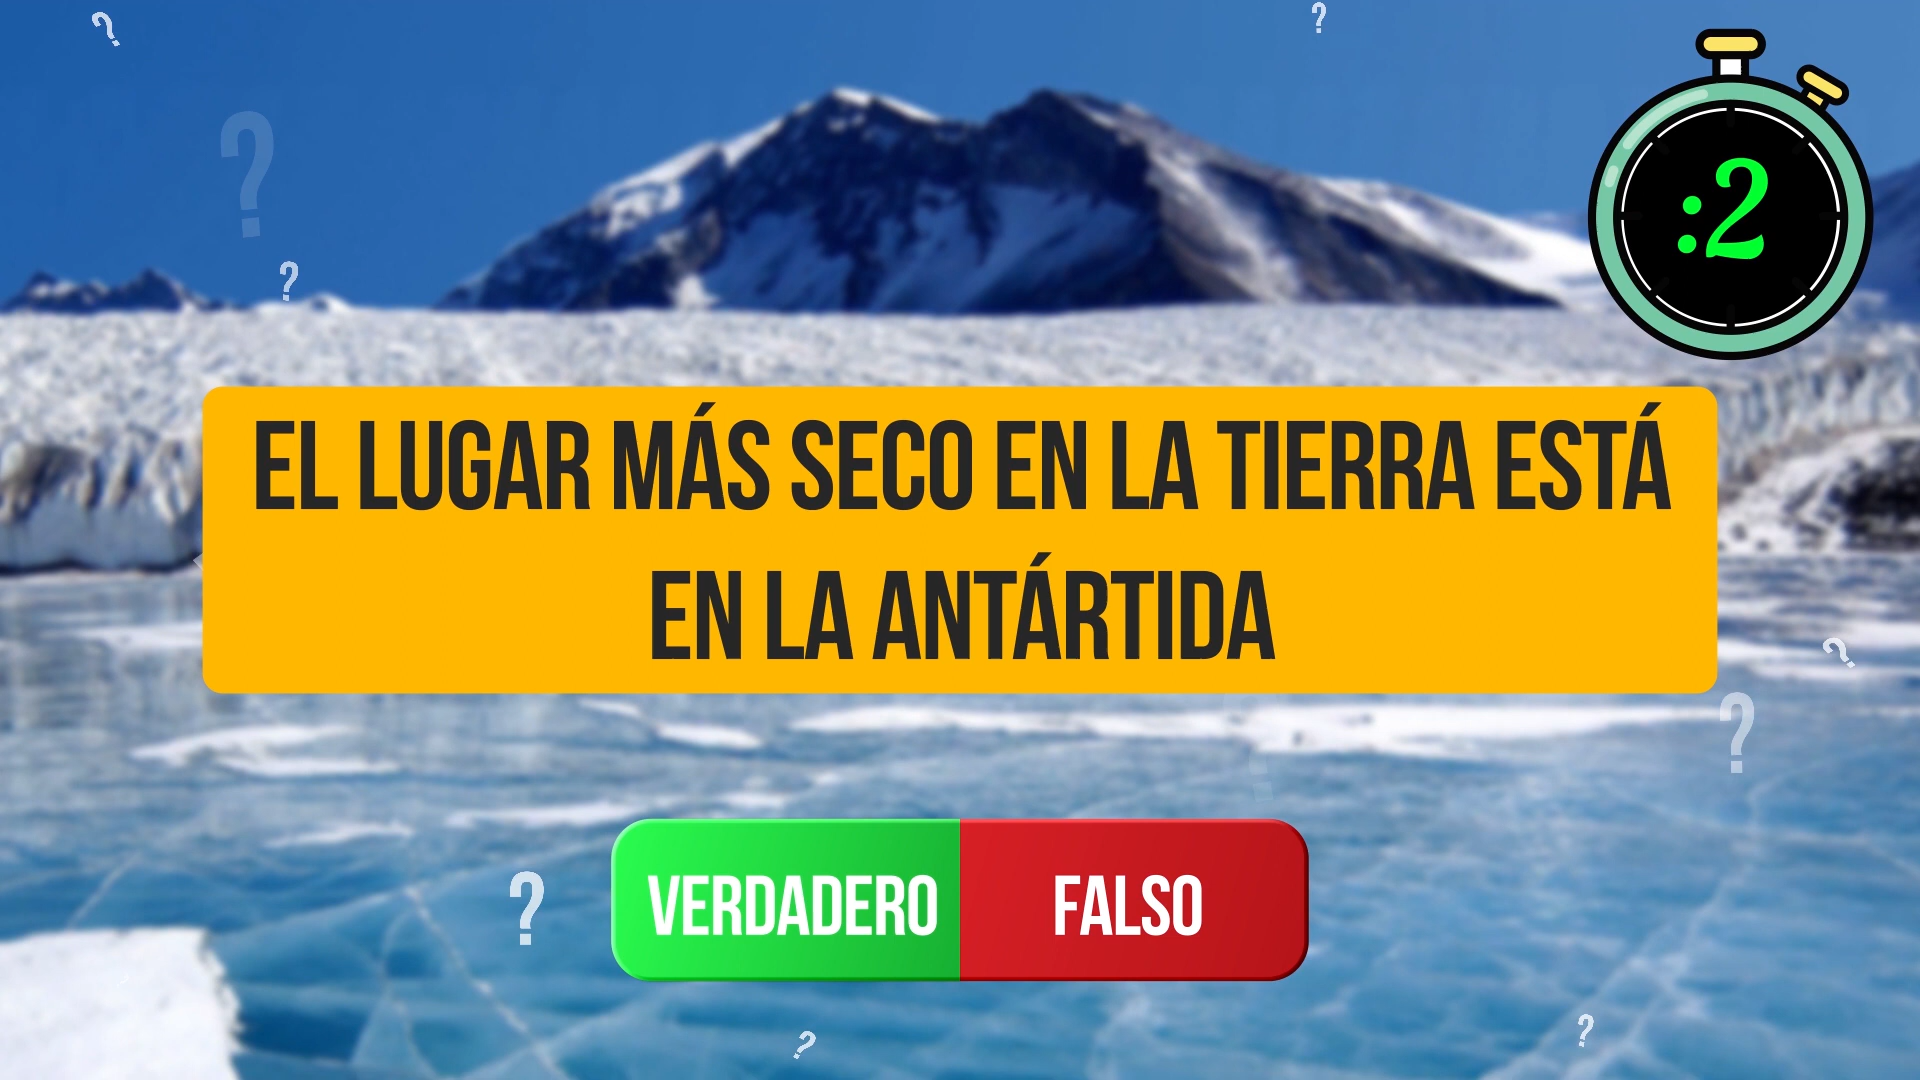 :2
EL LUGAR MÁS SECO EN LA TIERRA ESTÁ
EN LA ANTÁRTIDA
VERDADERO FALSO